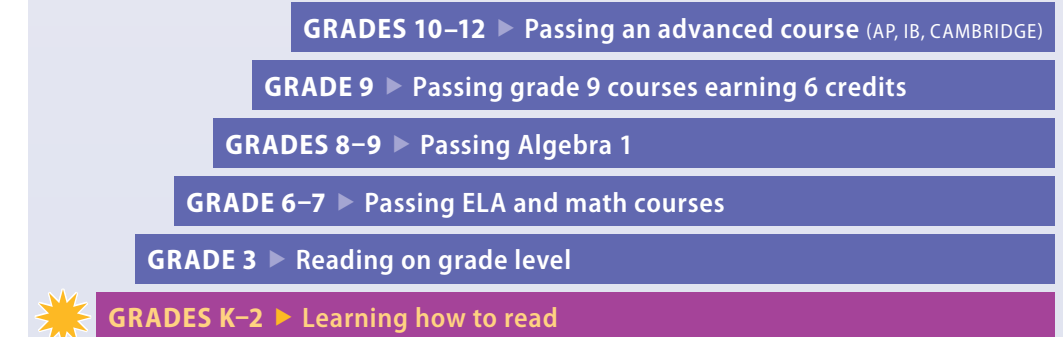 GRADES 10–12 ▶ Passing an advanced course (AP, IB, CAMBRIDGE)
GRADE 9 ▶ Passing grade 9 courses earning 6 credits
GRADES 8–9 ▶ Passing Algebra 1
GRADE 6–7 ▶ Passing ELA and math courses
GRADE 3 ▶ Reading on grade level
GRADES K–2 ▶ Learning how to read